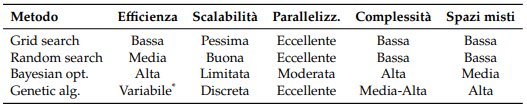 Metodo Efficienza Scalabilità Parallelizz. Complessità Spazi misti
Grid search Bassa Pessima Eccellente Bassa Bassa
Random search Media Buona Eccellente Bassa Bassa
Bayesian opt. Alta Limitata Moderata Alta Media
Genetic alg. Variabile* Discreta Eccellente Media-Alta Alta